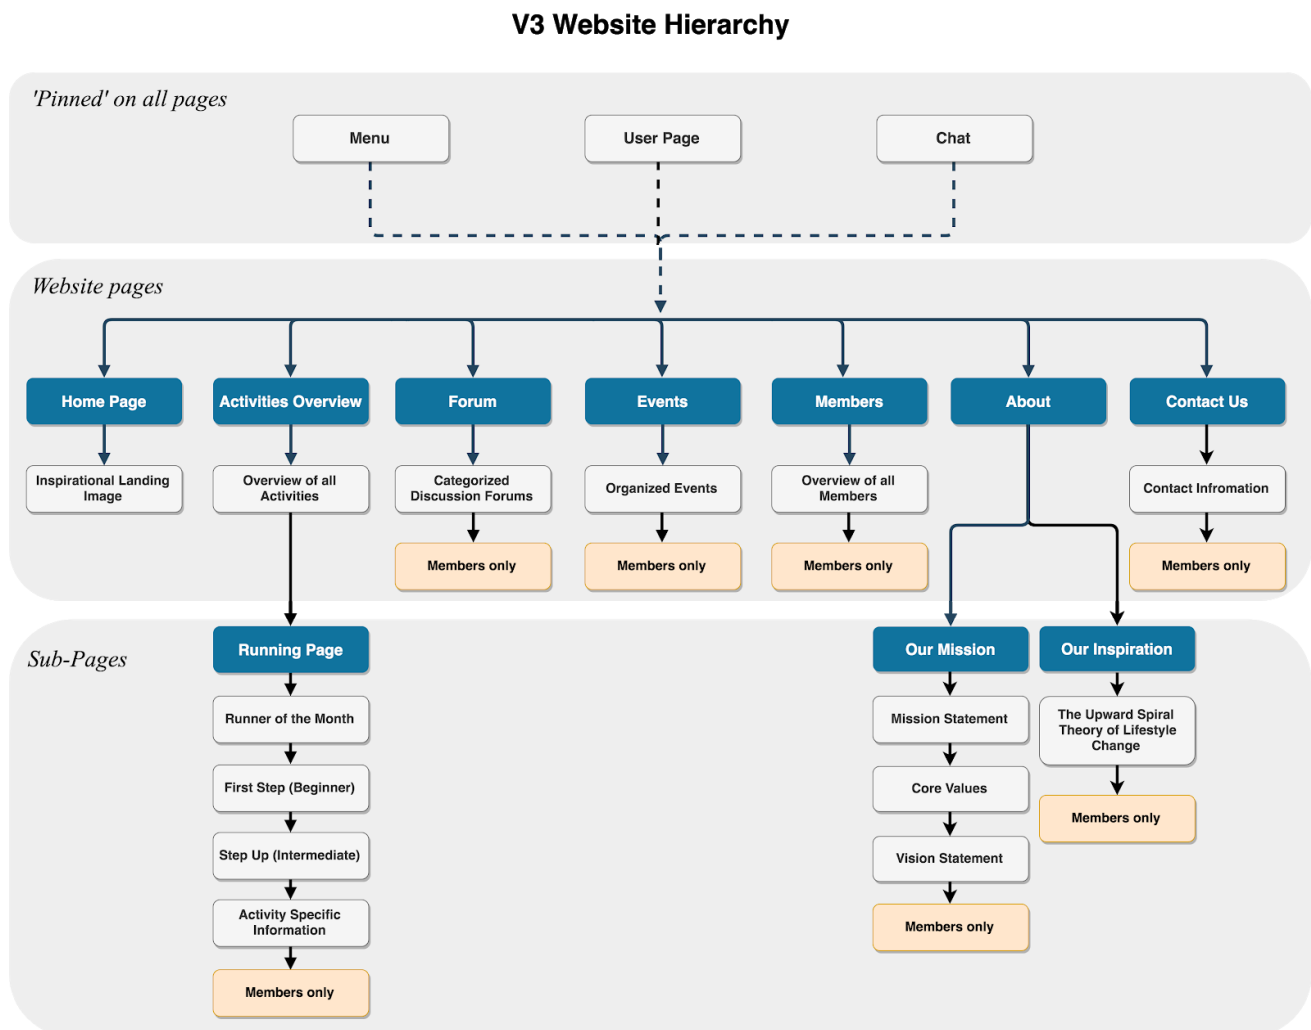 V3 Website Hierarchy
'Pinned' on all pages
Menu
User Page
Chat
Website pages
Home Page
Activities Overview
Forum
Events
Members
About
Contact Us
Inspirational Landing
Image
Overview of all
Activities
Categorized
Discussion Forums
Organized Events
Overview of all
Members
Contact Infromation
Members only
Members only
Members only
Members only
Sub-Pages
Running Page
Runner of the Month
First Step (Beginner)
Step Up (Intermediate)
Activity Specific
Information
Members only
Our Mission
Mission Statement
Core Values
Vision Statement
Members only
Our Inspiration
The Upward Spiral
Theory of Lifestyle
Change
Members only